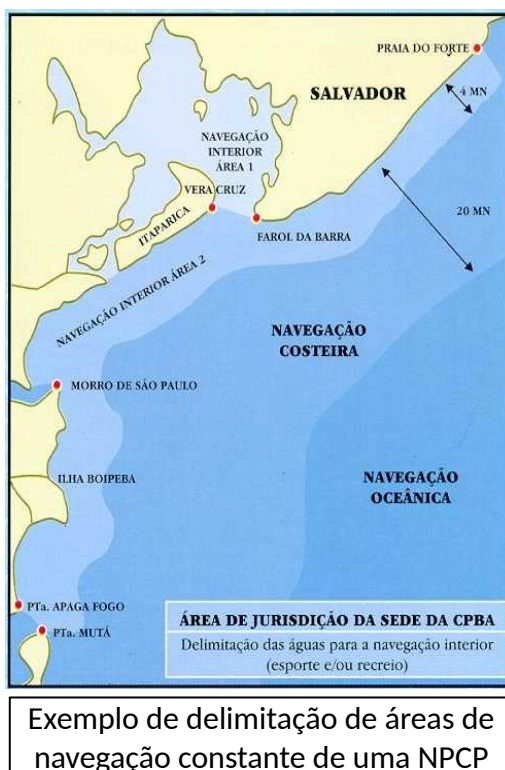 PRAIA DO FORTE
SALVADOR
4 MN
NAVEGAÇÃO
INTERIOR
ÁREA 1
VERA CRUZ
20 MN
ITAPARICA
FAROL DA BARRA
NAVEGAÇÃO INTERIOR ÁREA 2
NAVEGAÇÃO
COSTEIRA
MORRO DE SÃO PAULO
ILHA BOIPEBA
NAVEGAÇÃO
OCEÂNICA
PTa. APAGA FOGO
PTa. MUTÁ
ÁREA DE JURISDIÇÃO DA SEDE DA CPBA
Delimitação das águas para a navegação interior
(esporte e/ou recreio)
Exemplo de delimitação de áreas de
navegação constante de uma NPCP